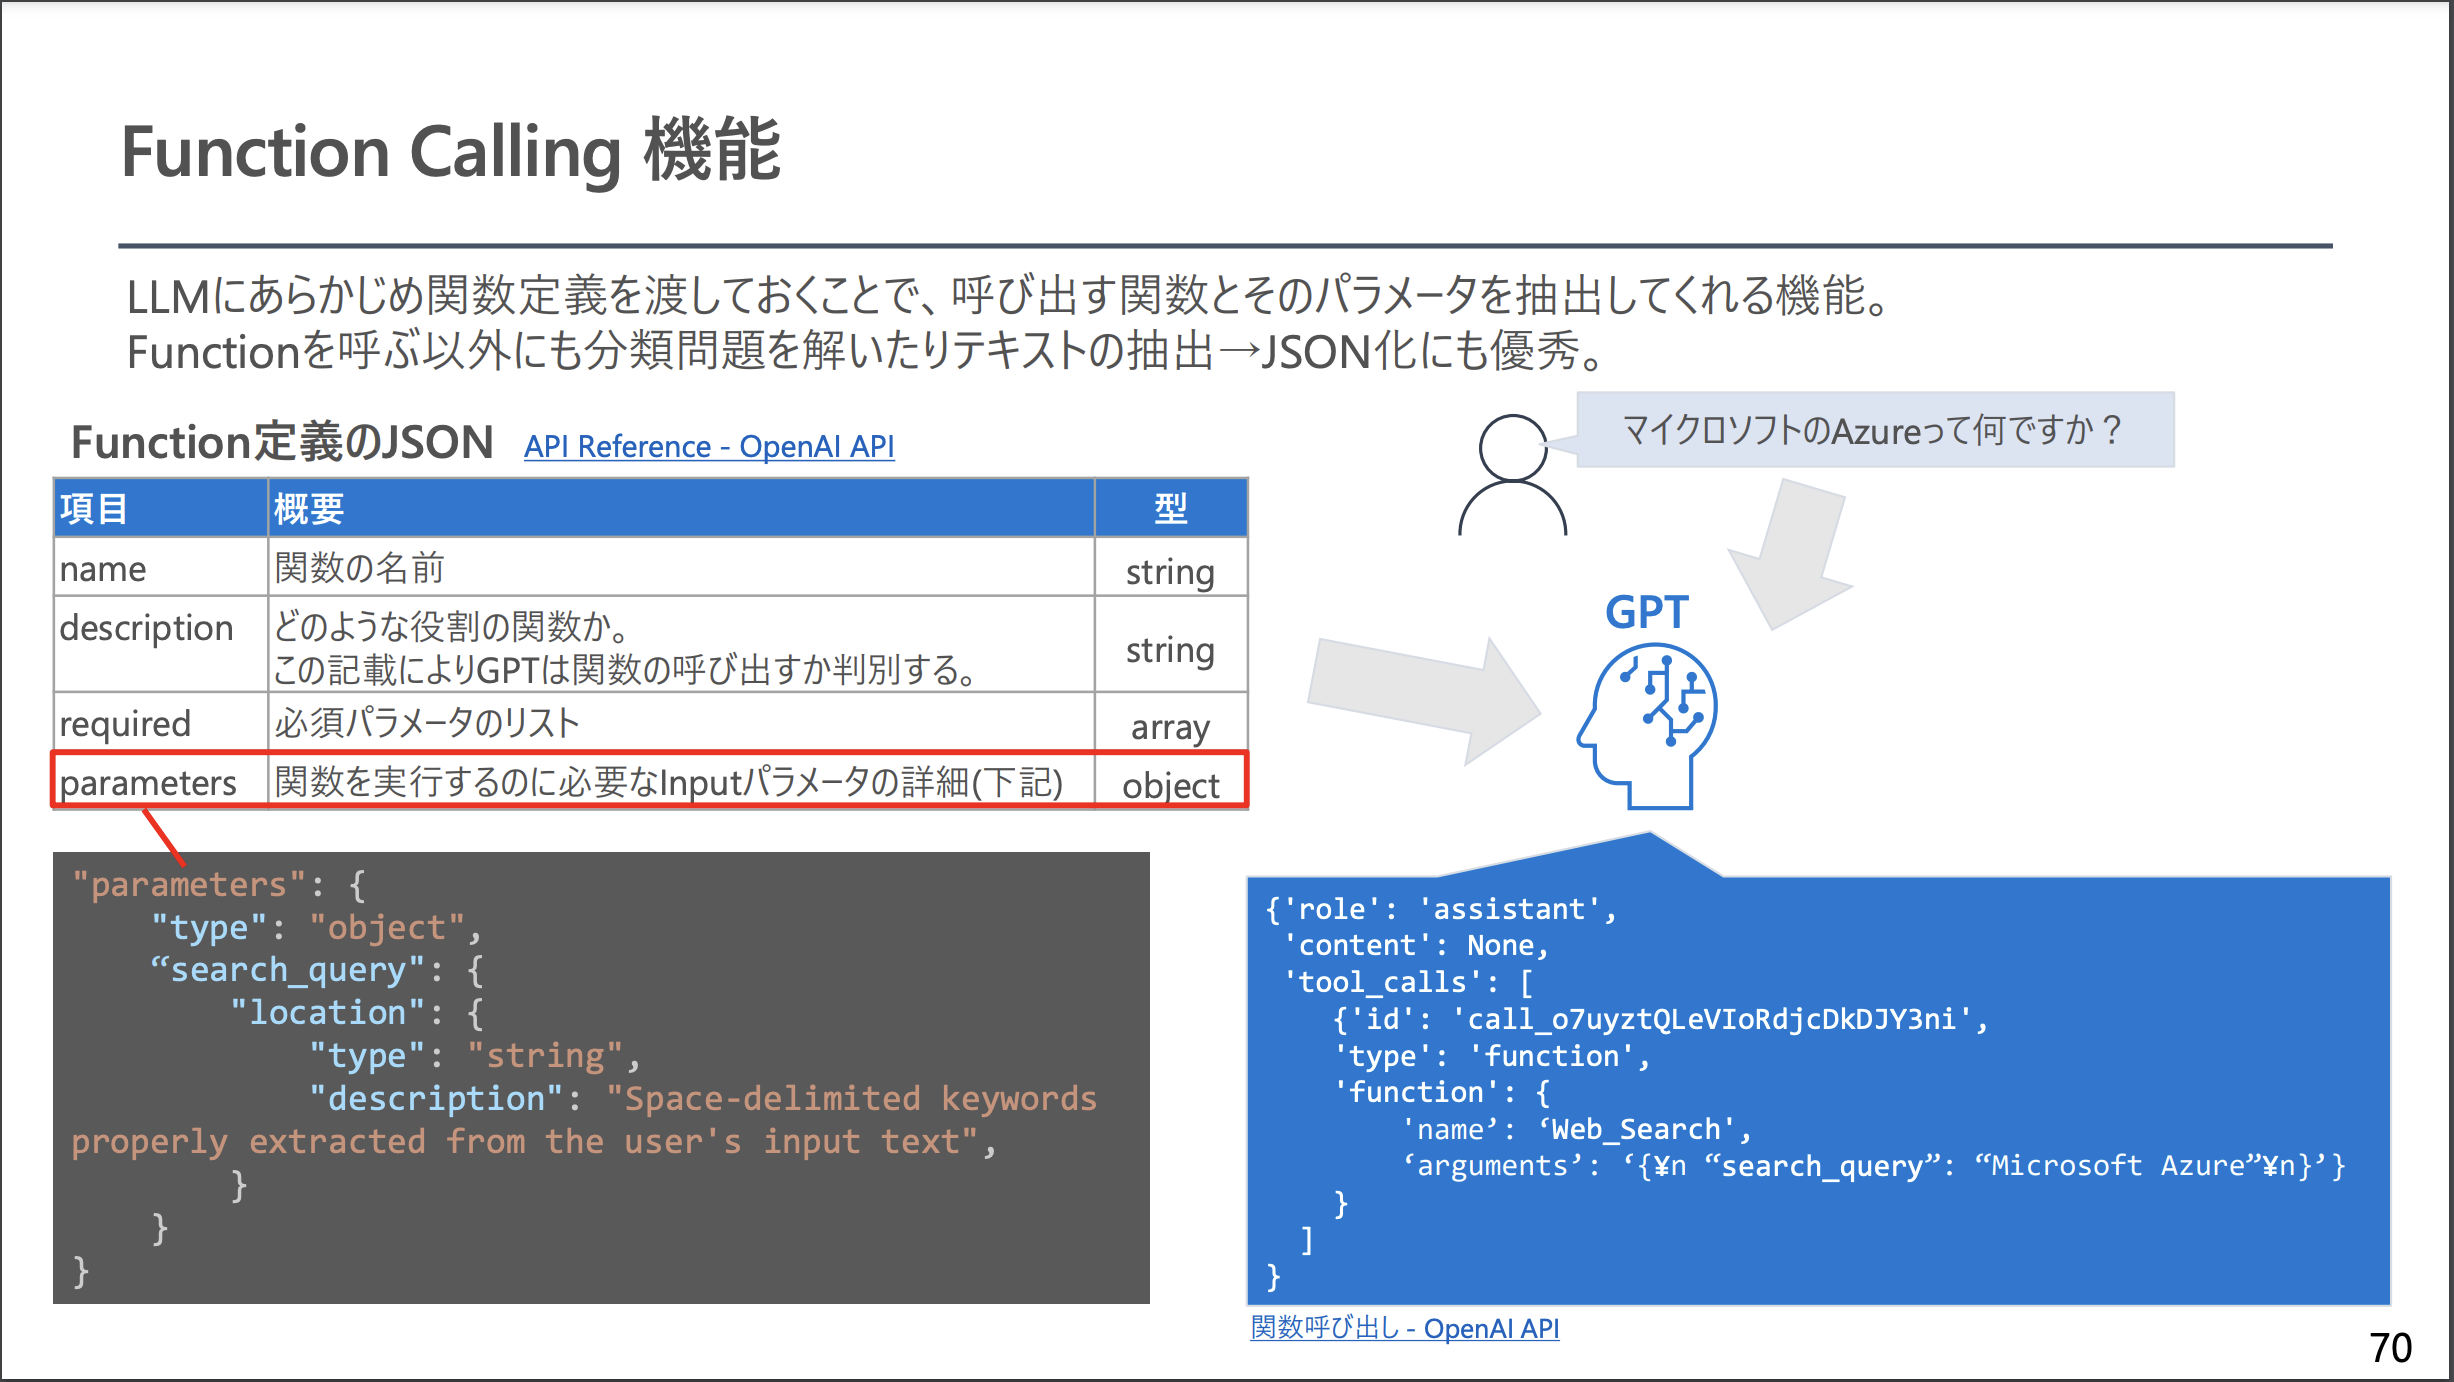 Function Calling 機能
LLMにあらかじめ関数定義を渡しておくことで、呼び出す関数とそのパラメータを抽出してくれる機能。
Functionを呼ぶ以外にも分類問題を解いたりテキストの抽出→JSON化にも優秀。
Function定義のJSON API Reference - OpenAI API
項目 概要 型
name 関数の名前 string
description どのような役割の関数か。
この記載によりGPTは関数の呼び出すか判別する。 string
required 必須パラメータのリスト array
parameters 関数を実行するのに必要なInputパラメータの詳細(下記) object
"parameters": {
    "type": "object",
    “search_query": {
        "location": {
            "type": "string",
            "description": "Space-delimited keywords
properly extracted from the user's input text",
        }
    }
}
マイクロソフトのAzureって何ですか？
GPT
{'role': 'assistant',
 'content': None,
 'tool_calls': [
    {'id': 'call_o7uyztQLeVIoRdjcDkDJY3ni',
    'type': 'function',
    'function': {
        'name’: ‘Web_Search',
        ‘arguments’: ‘{¥n “search_query”: “Microsoft Azure”¥n}’}
    }
  ]
}
関数呼び出し - OpenAI API
70